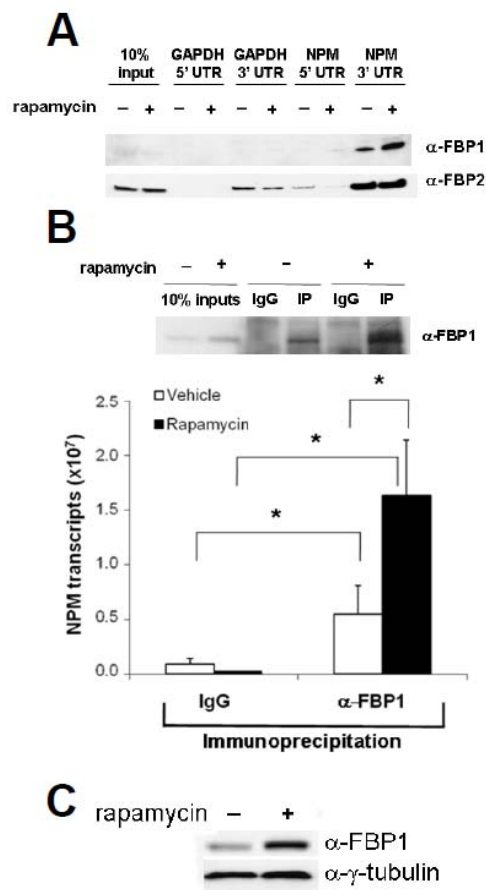 A
10% input GAPDH 5' UTR GAPDH 3' UTR NPM 5' UTR NPM 3' UTR
rapamycin – + – + – + – + – +
α-FBP1
α-FBP2
B
rapamycin – + – +
10% inputs IgG IP IgG IP
α-FBP1
Vehicle
Rapamycin
NPM transcripts (x10⁷)
2.5
2.0
1.5
1.0
0.5
0.0
*
*
*
IgG α-FBP1
Immunoprecipitation
C
rapamycin – +
α-FBP1
α-γ-tubulin